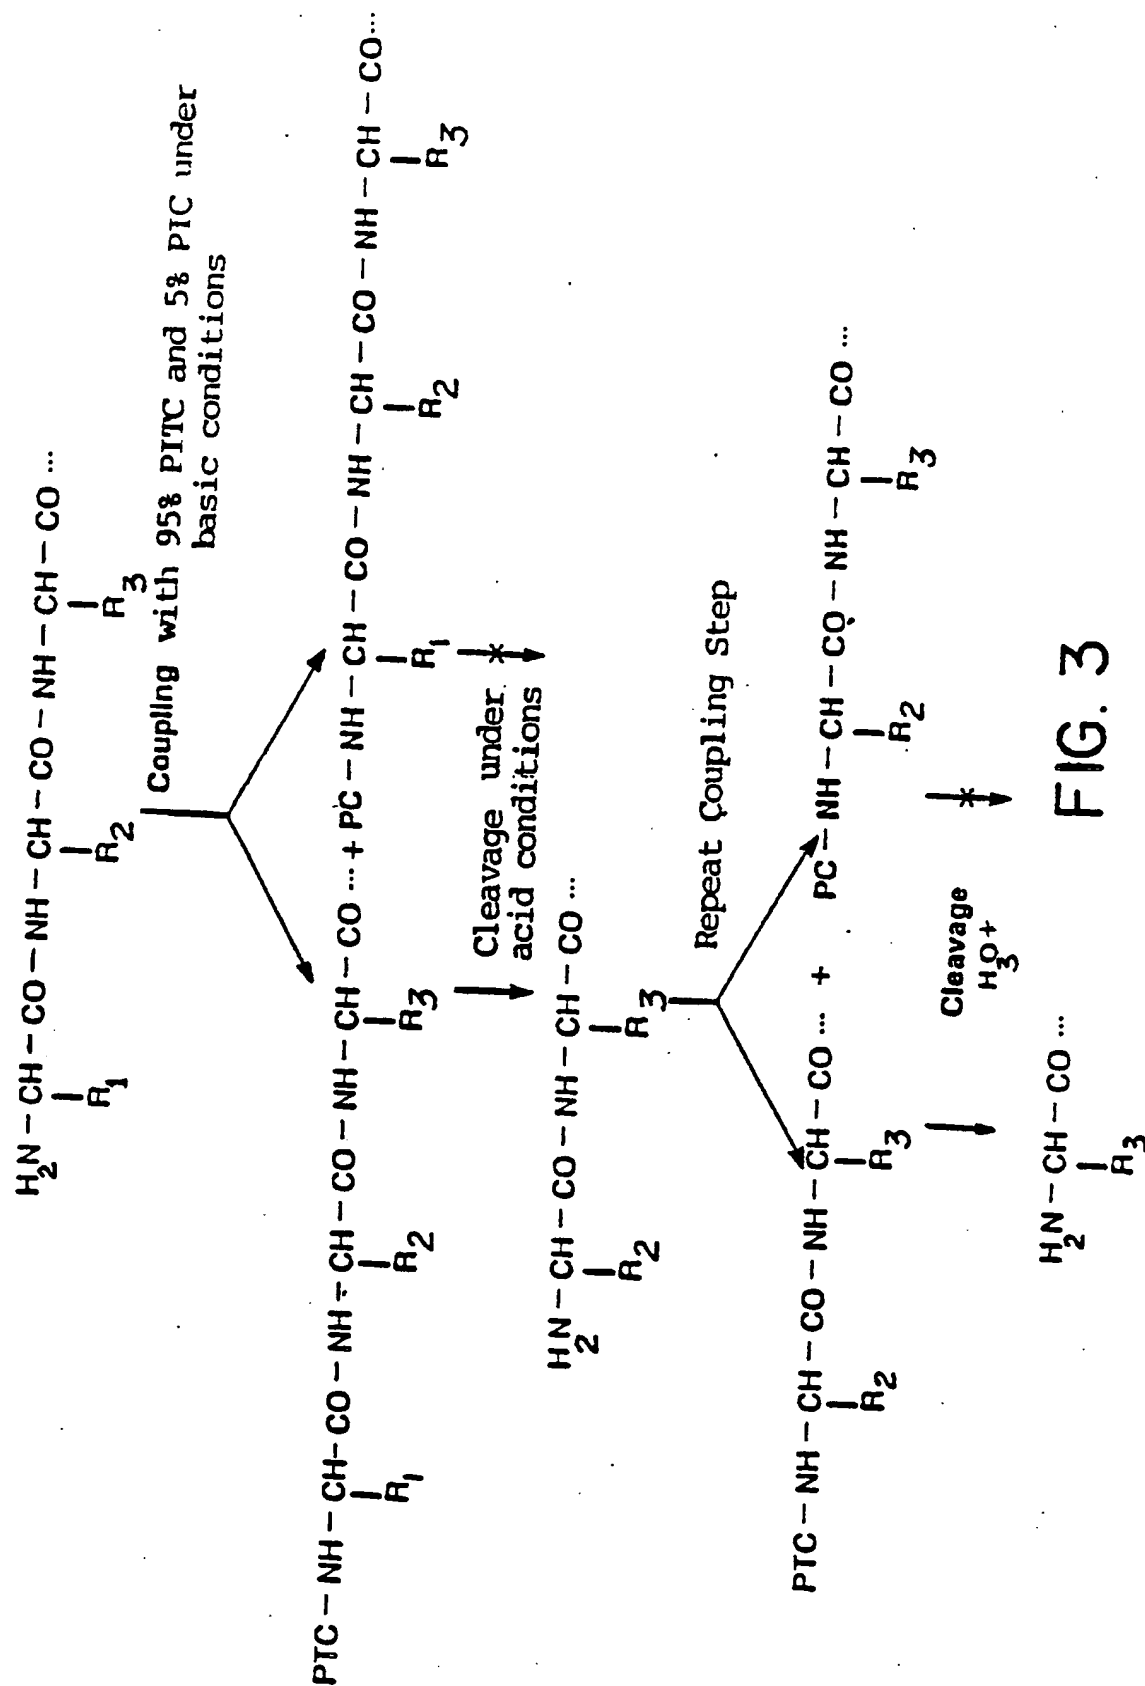 H2N – CH – CO – NH – CH – CO – NH – CH – CO ...
R1 R2 R3
Coupling with 95% PITC and 5% PIC under
basic conditions
PTC – NH – CH – CO – NH – CH – CO – NH – CH – CO ... + PC – NH – CH – CO – NH – CH – CO – NH – CH – CO ...
R1 R2 R3 R1 R2 R3
Cleavage under
acid conditions
H2N – CH – CO – NH – CH – CO ...
R2 R3
Repeat Coupling Step
PTC – NH – CH – CO – NH – CH – CO ... + PC – NH – CH – CO – NH – CH – CO ...
R2 R3 R2 R3
Cleavage
H3O+
H2N – CH – CO ...
R3
FIG. 3